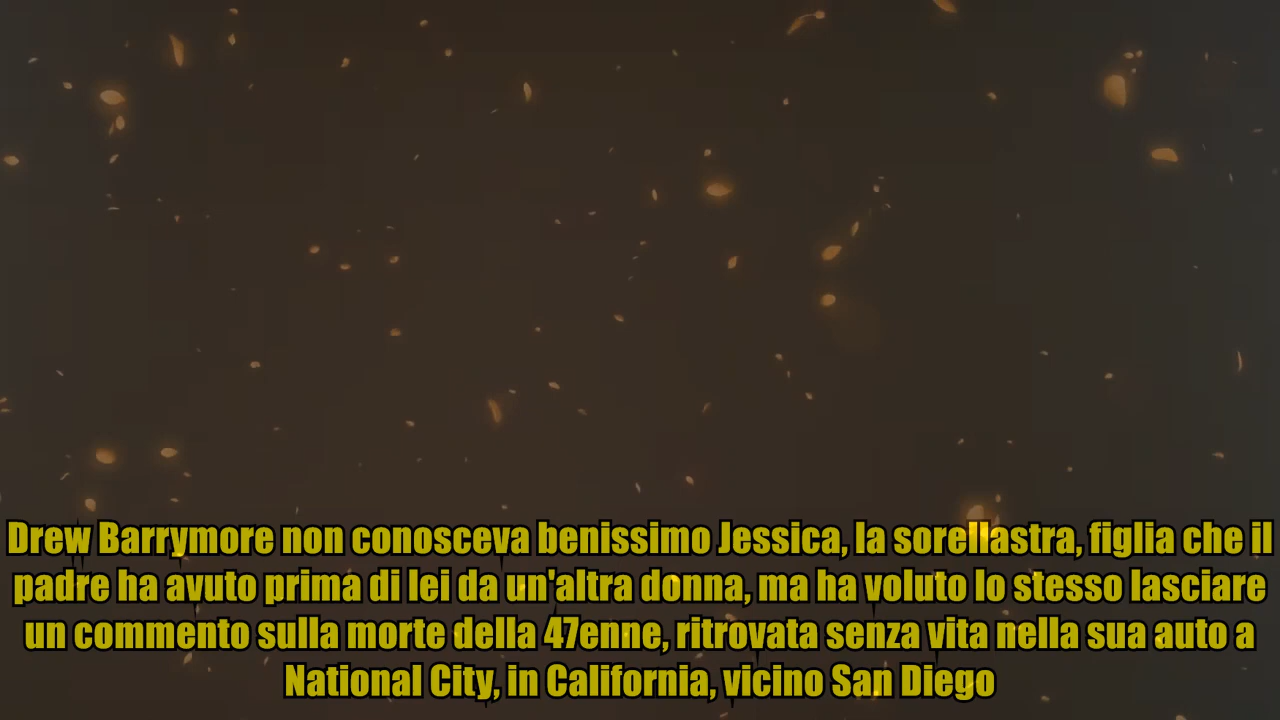 Drew Barrymore non conosceva benissimo Jessica, la sorellastra, figlia che il
padre ha avuto prima di lei da un'altra donna, ma ha voluto lo stesso lasciare
un commento sulla morte della 47enne, ritrovata senza vita nella sua auto a
National City, in California, vicino San Diego